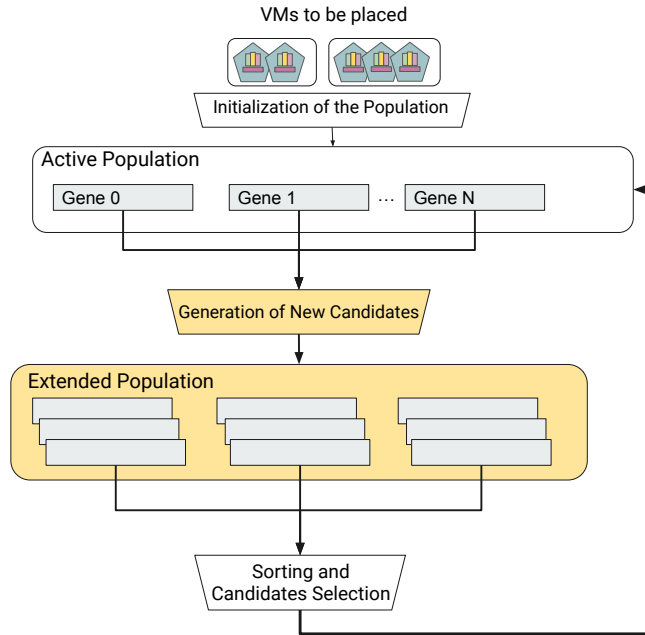 VMs to be placed
Initialization of the Population
Active Population
Gene 0
Gene 1
...
Gene N
Generation of New Candidates
Extended Population
Sorting and
Candidates Selection